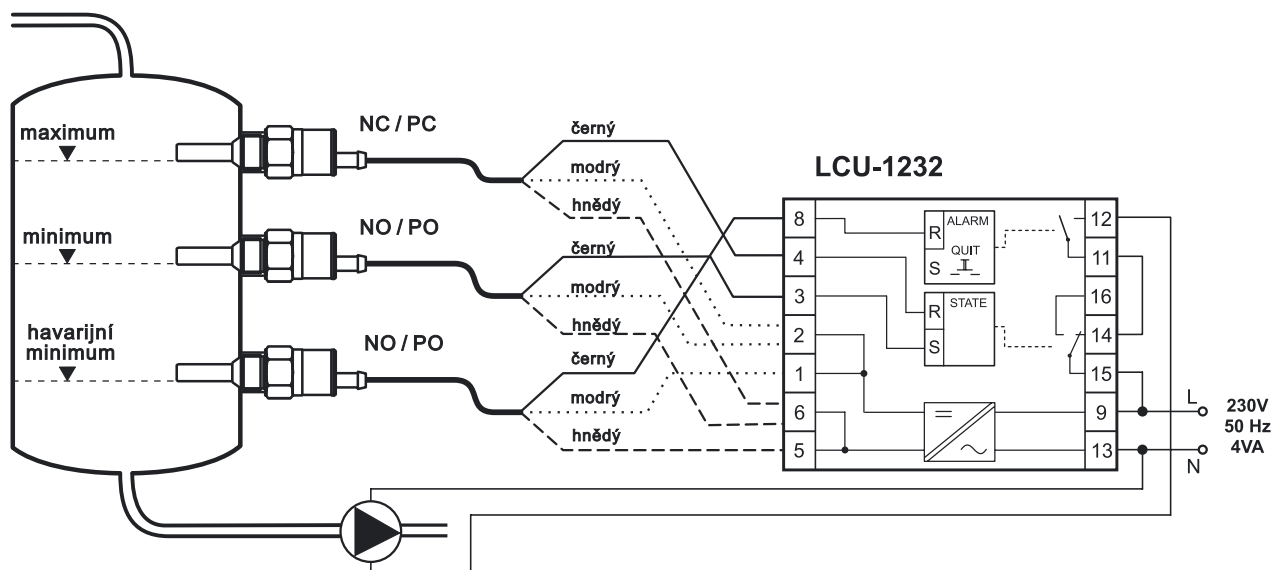 maximum
NC / PC
černý
modrý
hnědý
minimum
NO / PO
černý
modrý
hnědý
havarijní
minimum
NO / PO
černý
modrý
hnědý
LCU-1232
8
4
3
2
1
6
5
R
ALARM
QUIT
S
R
STATE
S
12
11
16
14
15
9
13
L
N
230V
50 Hz
4VA